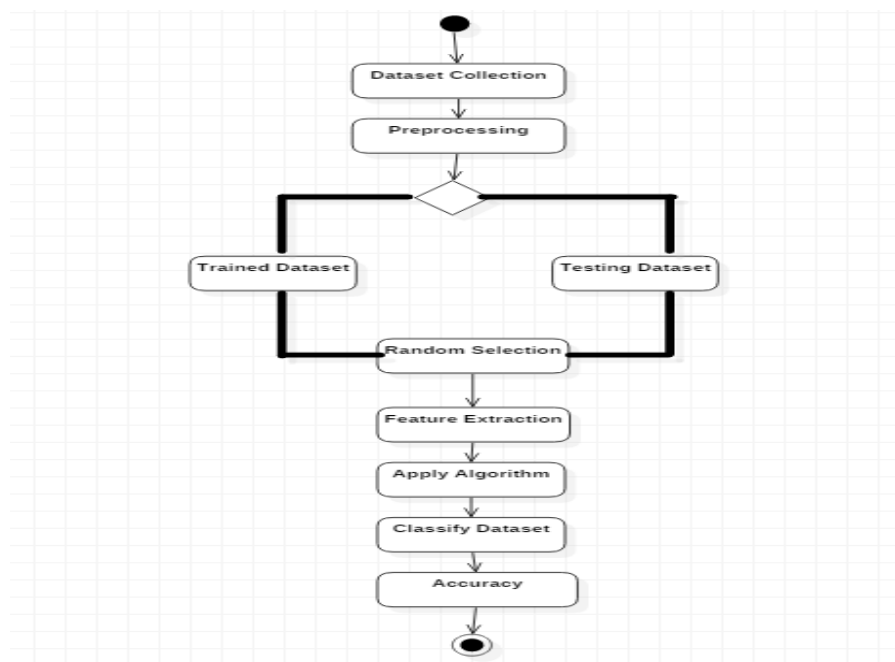 Dataset Collection
Preprocessing
Trained Dataset
Testing Dataset
Random Selection
Feature Extraction
Apply Algorithm
Classify Dataset
Accuracy